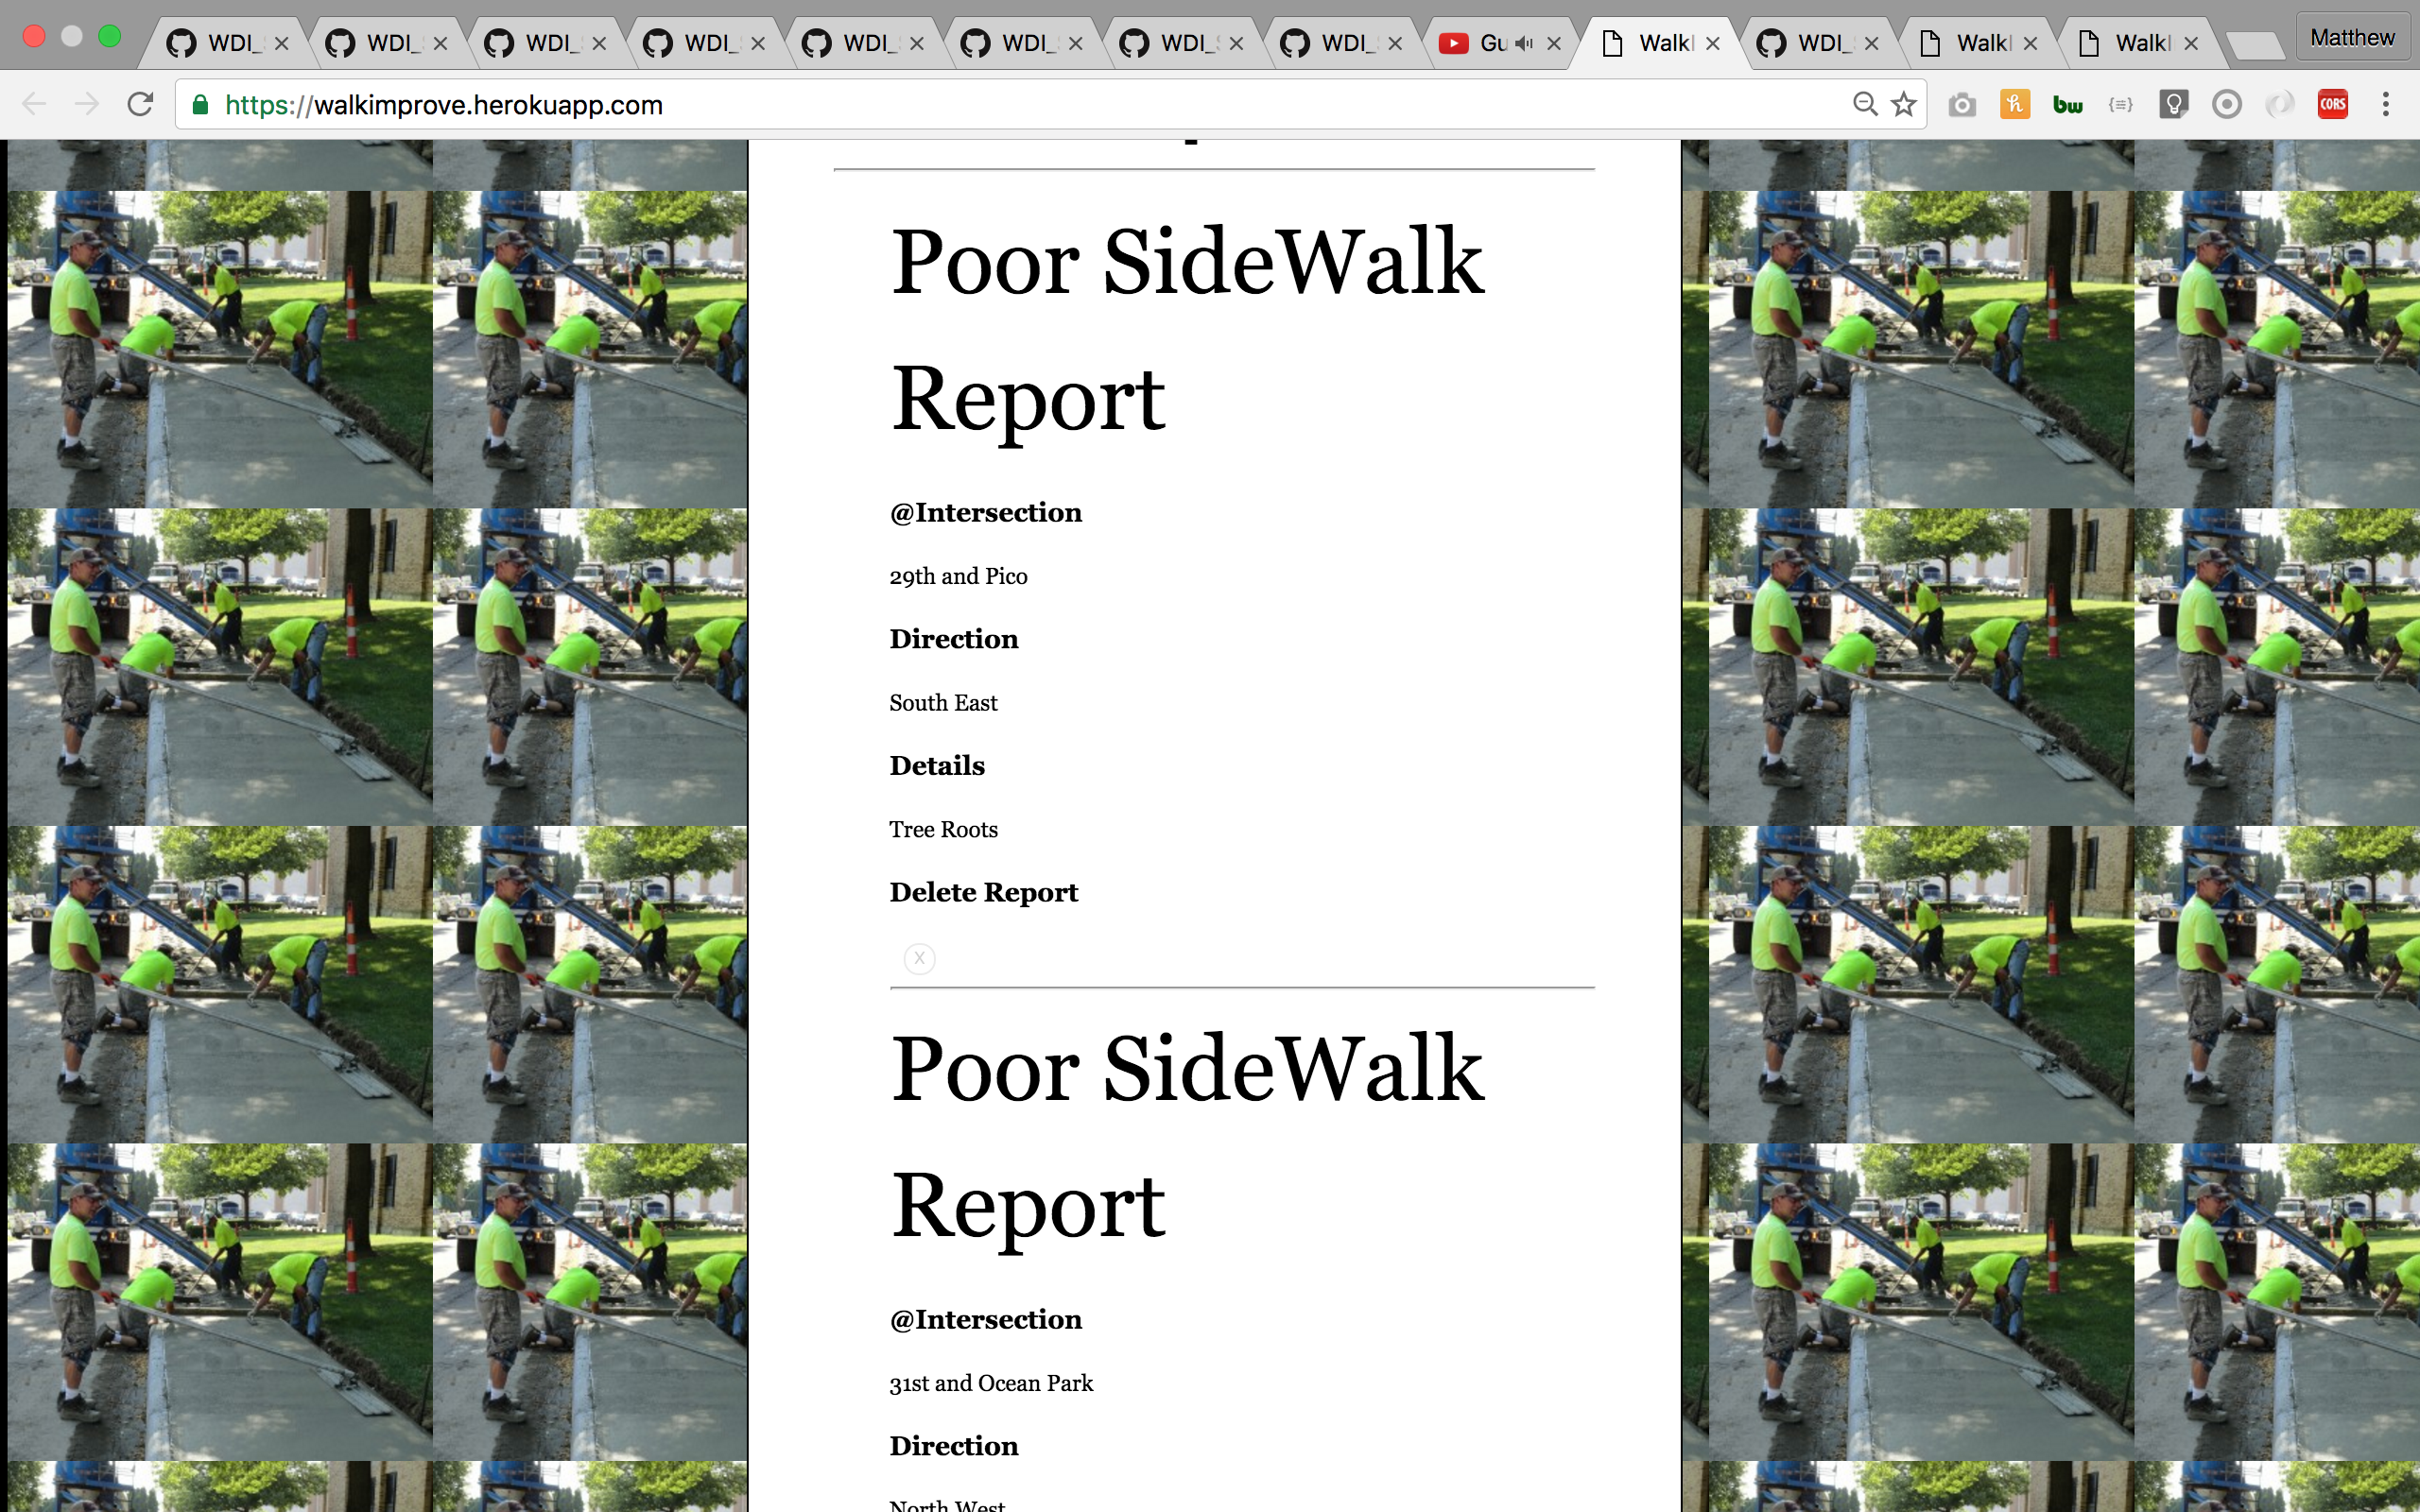 WDI_
WDI_
WDI_
WDI_
WDI_
WDI_
WDI_
WDI_
Gu
Walk
WDI_
Walk
Walk
Matthew
https://walkimprove.herokuapp.com
h
bw
{≡}
CORS
Poor SideWalk
Report
@Intersection
29th and Pico
Direction
South East
Details
Tree Roots
Delete Report
X
Poor SideWalk
Report
@Intersection
31st and Ocean Park
Direction
North West